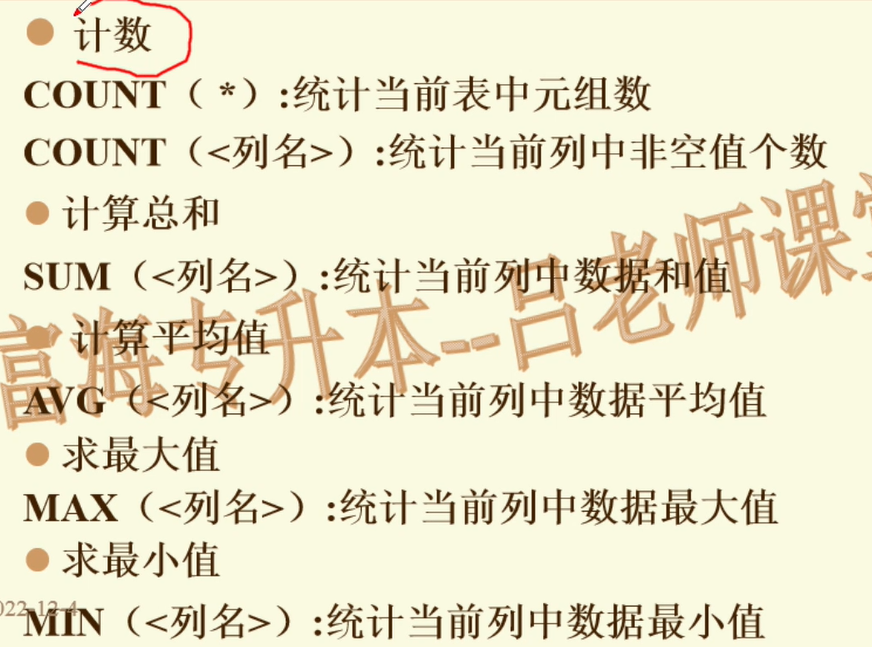 计数
COUNT（ *）:统计当前表中元组数
COUNT（<列名>）:统计当前列中非空值个数
计算总和
SUM（<列名>）:统计当前列中数据和值
计算平均值
AVG（<列名>）:统计当前列中数据平均值
求最大值
MAX（<列名>）:统计当前列中数据最大值
求最小值
MIN（<列名>）:统计当前列中数据最小值
022-12-4
富海专升本--吕老师课堂